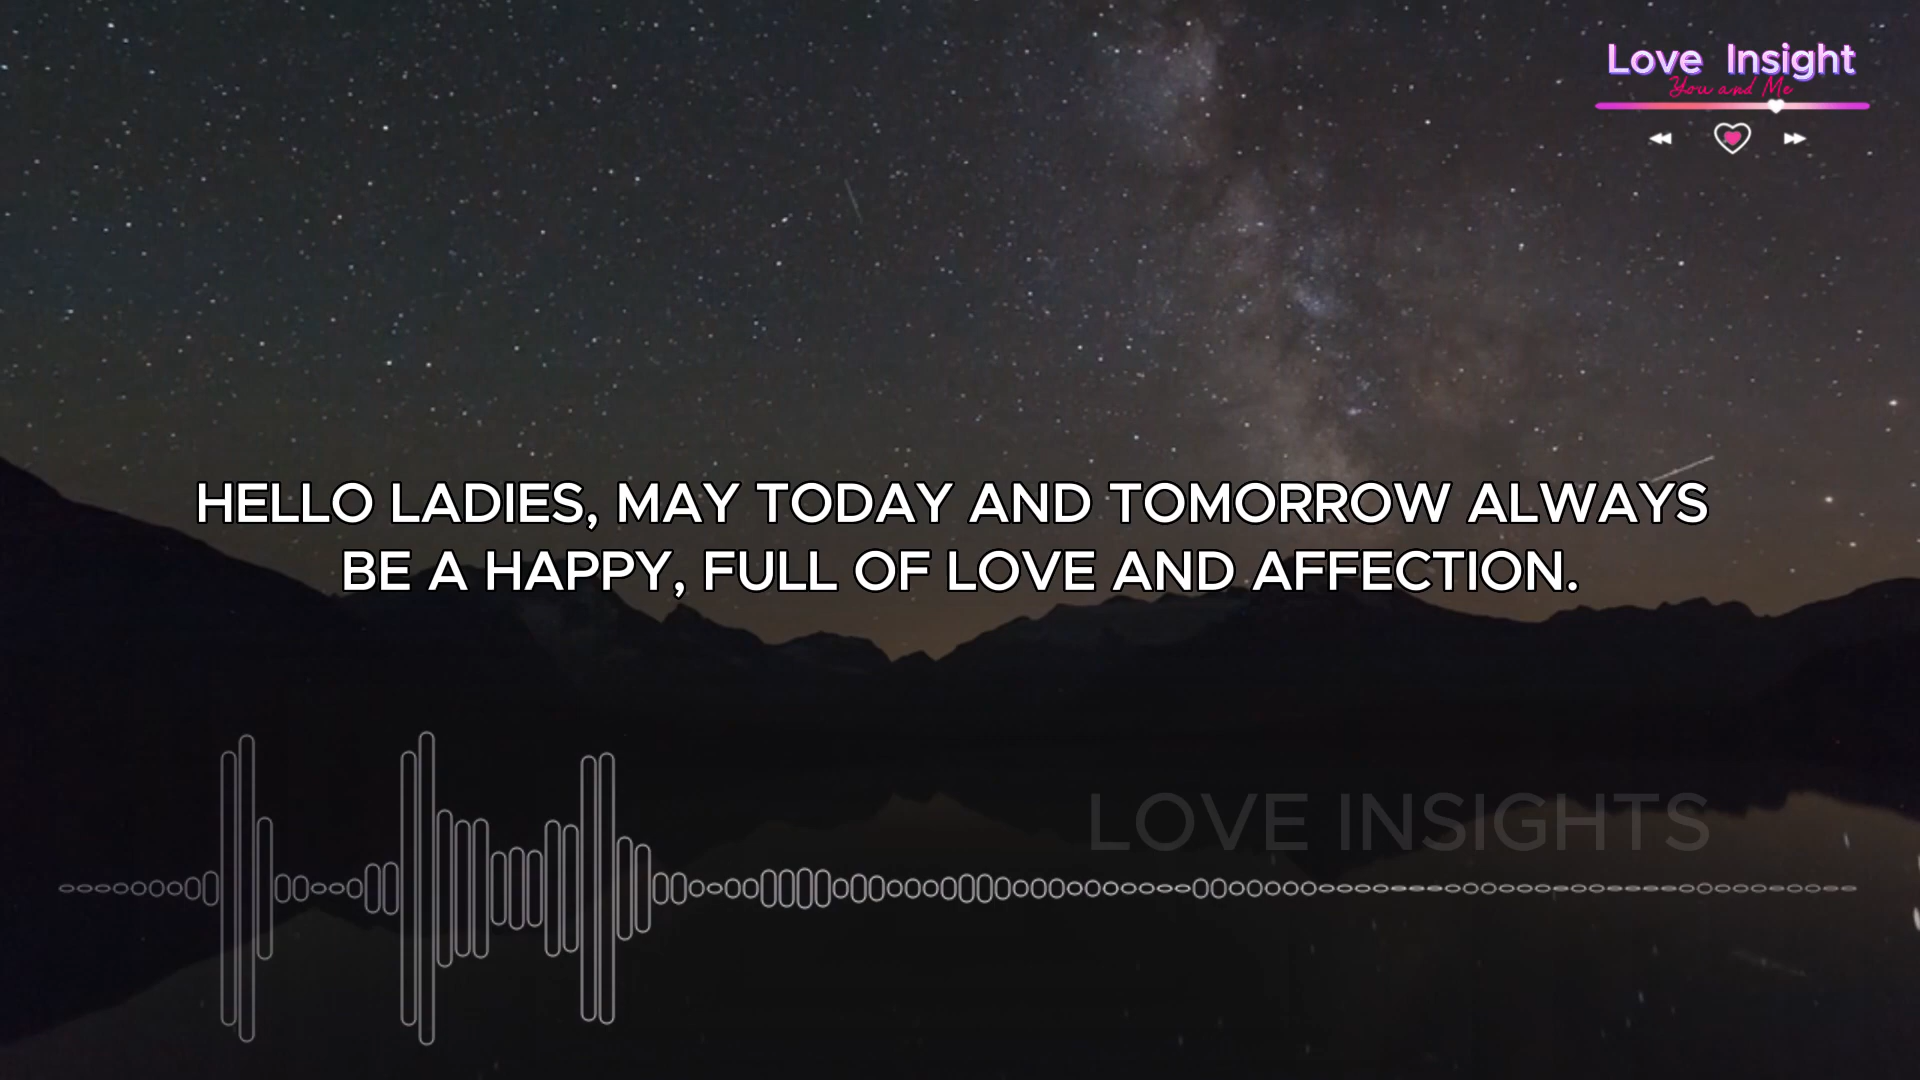 Love Insight
You and Me
HELLO LADIES, MAY TODAY AND TOMORROW ALWAYS
BE A HAPPY, FULL OF LOVE AND AFFECTION.
LOVE INSIGHTS